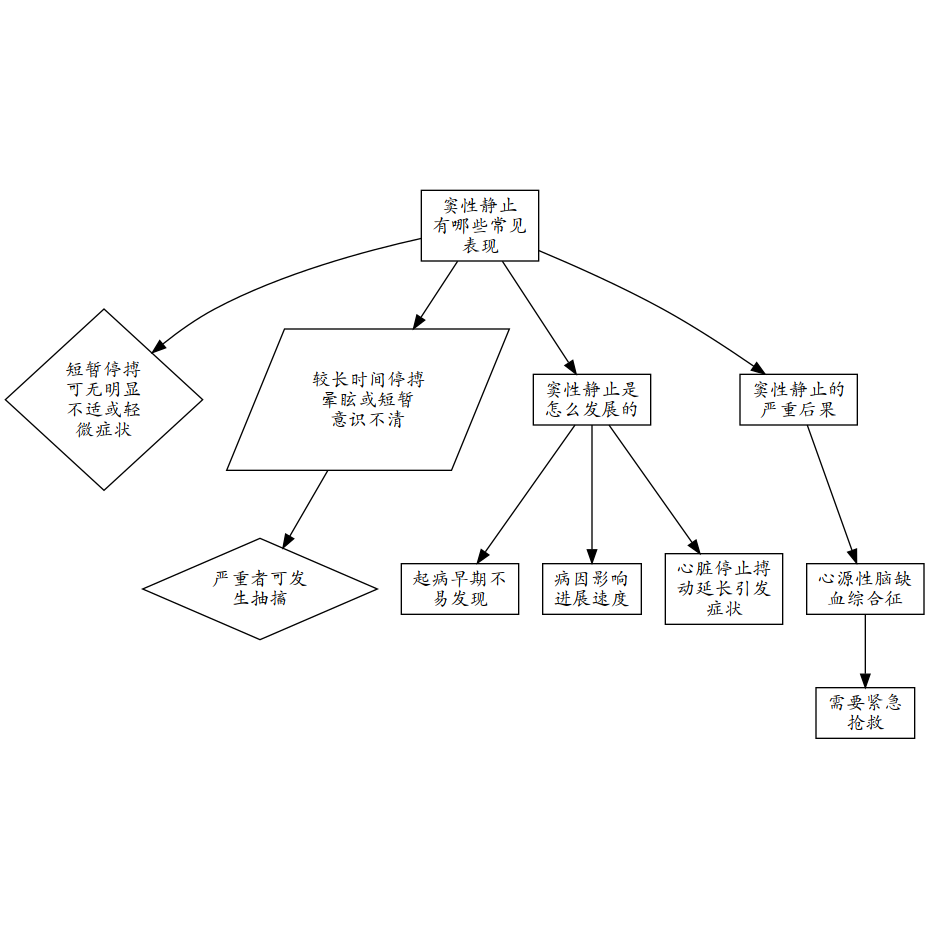 窦性静止
有哪些常见
表现
短暂停搏
可无明显
不适或轻
微症状
较长时间停搏
晕眩或短暂
意识不清
窦性静止是
怎么发展的
窦性静止的
严重后果
严重者可发
生抽搐
起病早期不
易发现
病因影响
进展速度
心脏停止搏
动延长引发
症状
心源性脑缺
血综合征
需要紧急
抢救